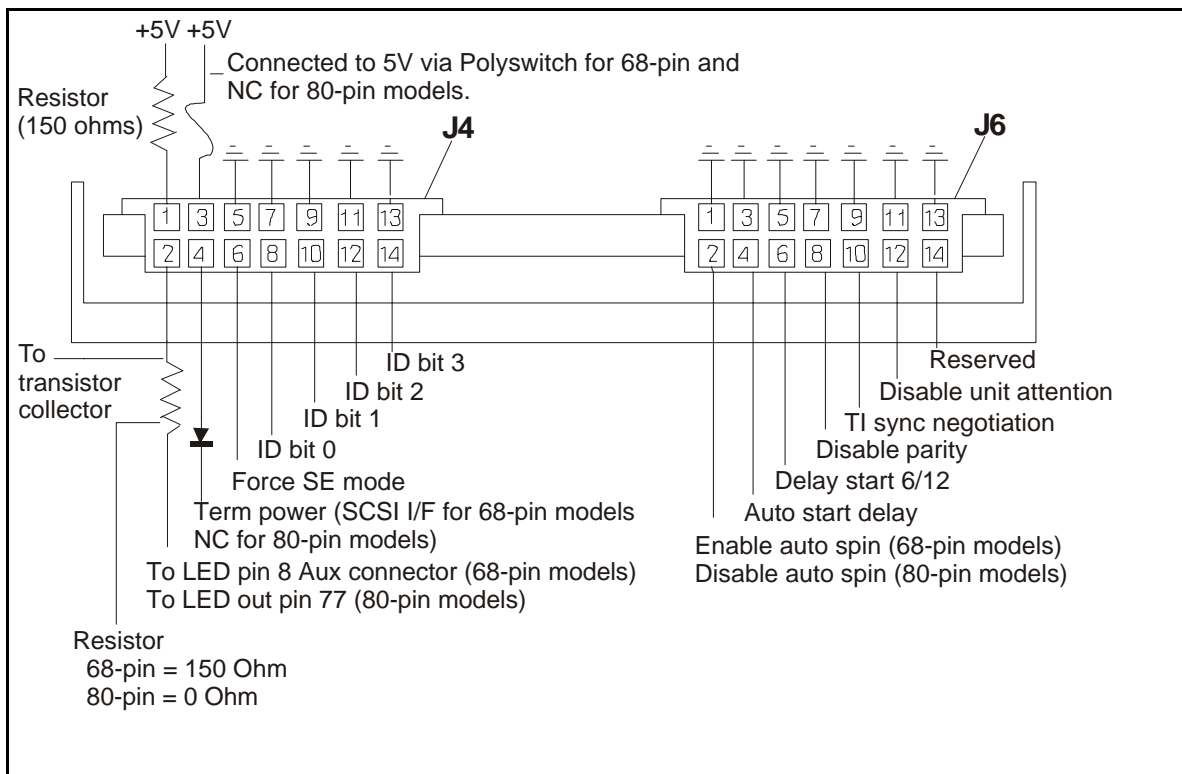 +5V +5V
Connected to 5V via Polyswitch for 68-pin and
NC for 80-pin models.
Resistor
(150 ohms)
J4
J6
1 3 5 7 9 11 13
2 4 6 8 10 12 14
1 3 5 7 9 11 13
2 4 6 8 10 12 14
To
transistor
collector
ID bit 3
ID bit 2
ID bit 1
ID bit 0
Force SE mode
Term power (SCSI I/F for 68-pin models
NC for 80-pin models)
To LED pin 8 Aux connector (68-pin models)
To LED out pin 77 (80-pin models)
Resistor
68-pin = 150 Ohm
80-pin = 0 Ohm
Reserved
Disable unit attention
TI sync negotiation
Disable parity
Delay start 6/12
Auto start delay
Enable auto spin (68-pin models)
Disable auto spin (80-pin models)